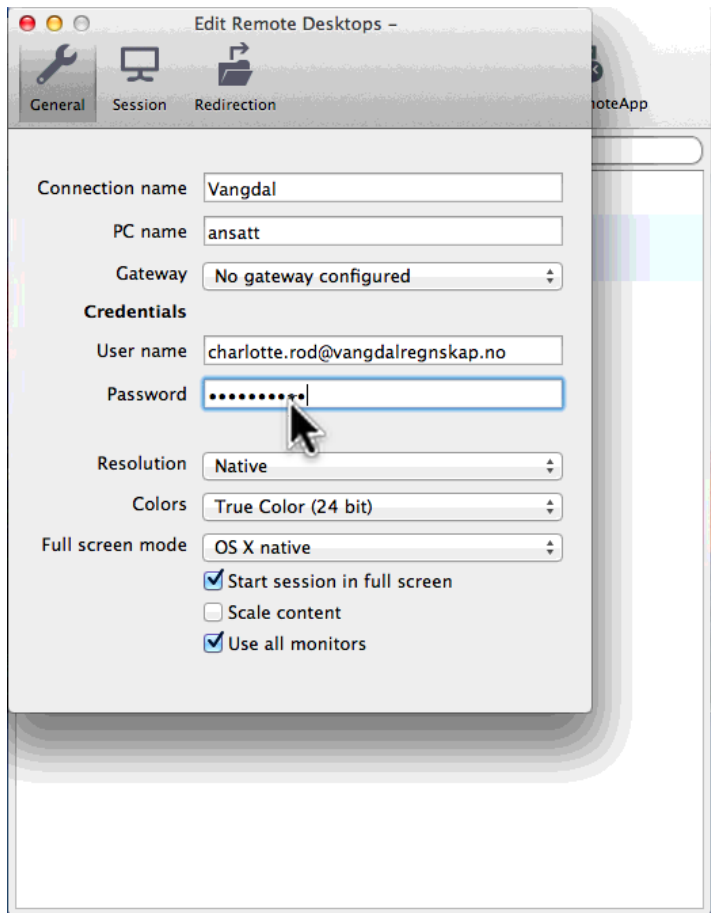 Edit Remote Desktops –
General Session Redirection
Connection name Vangdal
PC name ansatt
Gateway No gateway configured
Credentials
User name charlotte.rod@vangdalregnskap.no
Password ••••••••••
Resolution Native
Colors True Color (24 bit)
Full screen mode OS X native
Start session in full screen
Scale content
Use all monitors